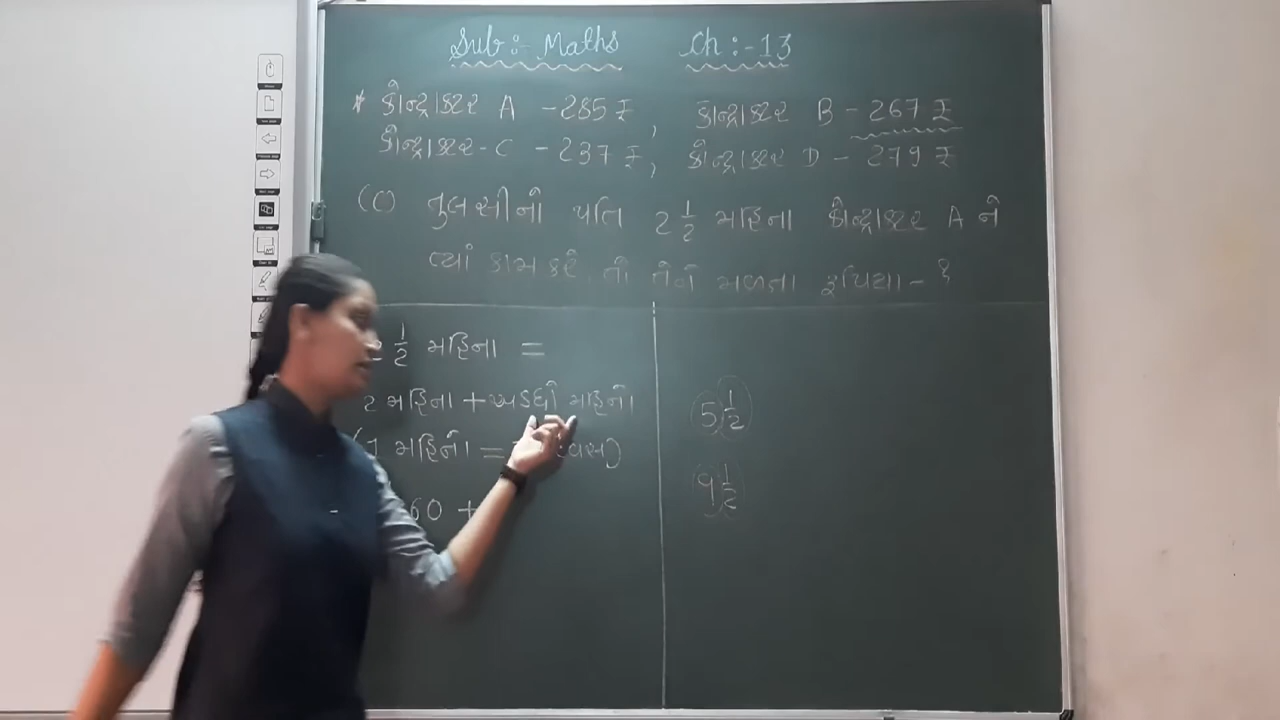 Sub:- Maths Ch:-13
* કોન્ટ્રાક્ટર A - 285 ₹, કોન્ટ્રાક્ટર B - 267 ₹
કોન્ટ્રાક્ટર - C - 237 ₹, કોન્ટ્રાક્ટર D - 279 ₹
(C) તુલસીનો પતિ 2 1/2 મહિના કોન્ટ્રાક્ટર A ને
ત્યાં કામ કરે તો તેને મળતા રૂપિયા - ?
2 1/2 મહિના =
2 મહિના + અડધો મહિનો
(1 મહિનો =
60 +
5 1/2
9 1/2